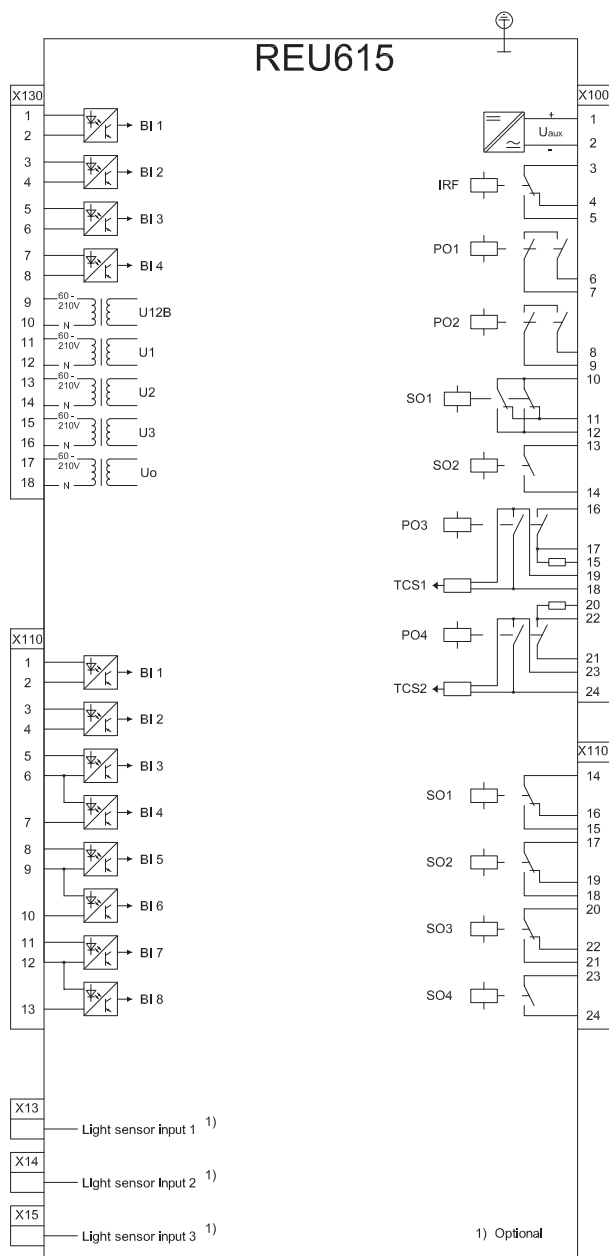 REU615
X130
1
2
BI 1
3
4
BI 2
5
6
BI 3
7
8
BI 4
9
60 -
210V
10
N
U12B
11
60 -
210V
12
N
U1
13
60 -
210V
14
N
U2
15
60 -
210V
16
N
U3
17
60 -
210V
18
N
Uo
X110
1
2
BI 1
3
4
BI 2
5
6
BI 3
BI 4
7
8
BI 5
9
BI 6
10
11
BI 7
12
BI 8
13
X13
Light sensor input 1 1)
X14
Light sensor input 2 1)
X15
Light sensor input 3 1)
X100
+
1
Uaux
2
-
3
IRF
4
5
PO1
6
7
PO2
8
9
10
SO1
11
12
13
SO2
14
16
PO3
17
15
19
TCS1
18
20
22
PO4
21
23
TCS2
24
X110
14
SO1
16
15
17
SO2
19
18
20
SO3
22
21
23
SO4
24
1) Optional